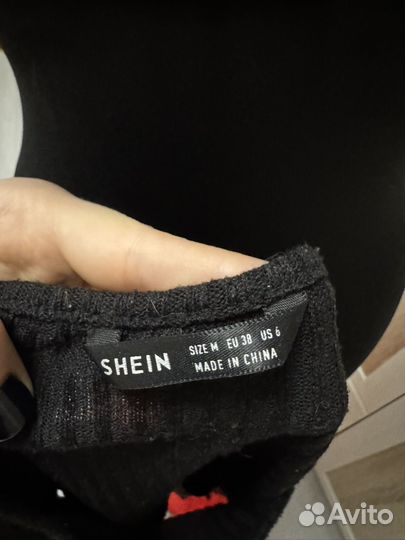 SHEIN
SIZE M EU 38 US 6
MADE IN CHINA
Avito